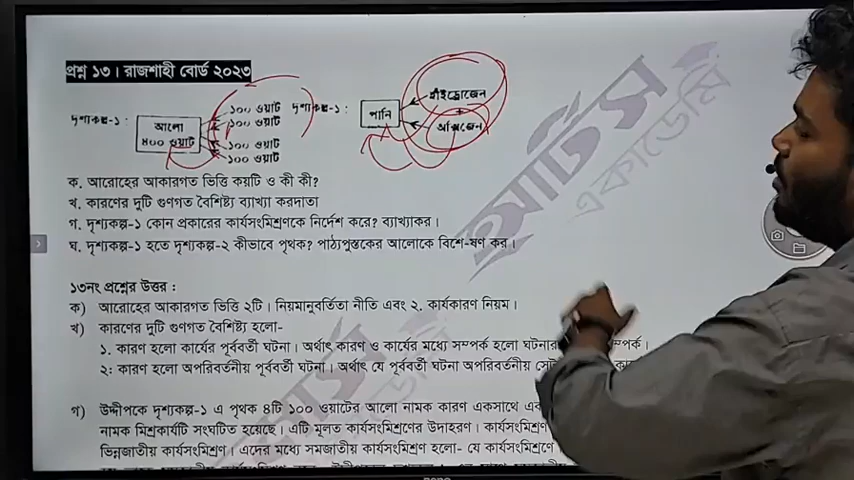 প্রশ্ন ১৩। রাজশাহী বোর্ড ২০২৩
দৃশ্যকল্প-১ :
আলো
৪০০ ওয়াট
১০০ ওয়াট
১০০ ওয়াট
১০০ ওয়াট
১০০ ওয়াট
দৃশ্যকল্প-১ :
পানি
হাইড্রোজেন
+
অক্সিজেন
ক. আরোহের আকারগত ভিত্তি কয়টি ও কী কী?
খ. কারণের দুটি গুণগত বৈশিষ্ট্য ব্যাখ্যা করদাতা
গ. দৃশ্যকল্প-১ কোন প্রকারের কার্যসংমিশ্রণকে নির্দেশ করে? ব্যাখ্যাকর।
ঘ. দৃশ্যকল্প-১ হতে দৃশ্যকল্প-২ কীভাবে পৃথক? পাঠ্যপুস্তকের আলোকে বিশে-ষণ কর।
১৩নং প্রশ্নের উত্তর :
ক) আরোহের আকারগত ভিত্তি ২টি। নিয়মানুবর্তিতা নীতি এবং ২. কার্যকারণ নিয়ম।
খ) কারণের দুটি গুণগত বৈশিষ্ট্য হলো-
১. কারণ হলো কার্যের পূর্ববর্তী ঘটনা। অর্থাৎ কারণ ও কার্যের মধ্যে সম্পর্ক হলো ঘটনার
২: কারণ হলো অপরিবর্তনীয় পূর্ববর্তী ঘটনা। অর্থাৎ যে পূর্ববর্তী ঘটনা অপরিবর্তনীয়
গ) উদ্দীপকে দৃশ্যকল্প-১ এ পৃথক ৪টি ১০০ ওয়াটের আলো নামক কারণ একসাথে
নামক মিশ্রকার্যটি সংঘটিত হয়েছে। এটি মূলত কার্যসংমিশ্রণের উদাহরণ। কার্যসংমিশ্রণ
ভিন্নজাতীয় কার্যসংমিশ্রণ। এদের মধ্যে সমজাতীয় কার্যসংমিশ্রণ হলো- যে কার্যসংমিশ্রণে
আর্টস একাডেমি